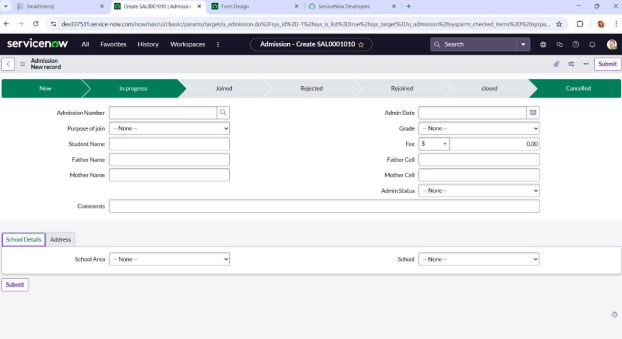 Smartinternz
Create SAL0001010 | Admission
Form Design
ServiceNow Developers
dev337531.service-now.com/now/nav/ui/classic/params/target/u_admission.do%3Fsys_id%3D-1%26sys_is_list%3Dtrue%26sys_target%3Du_admission%26sysparm_checked_items%3D%26syspa...
servicenow All Favorites History Workspaces Admission - Create SAL0001010 Search
Admission
New record
Submit
New In progress Joined Rejected Rejoined closed Cancelled
Admission Number Admin Date
Purpose of join -- None -- Grade -- None --
Student Name Fee $ 0.00
Father Name Father Cell
Mother Name Mother Cell
Admin Status -- None --
Comments
School Details Address
School Area -- None -- School -- None --
Submit